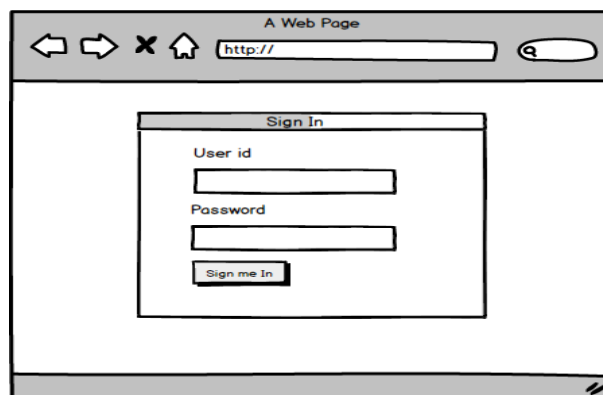 A Web Page
http://
Sign In
User id
Password
Sign me In